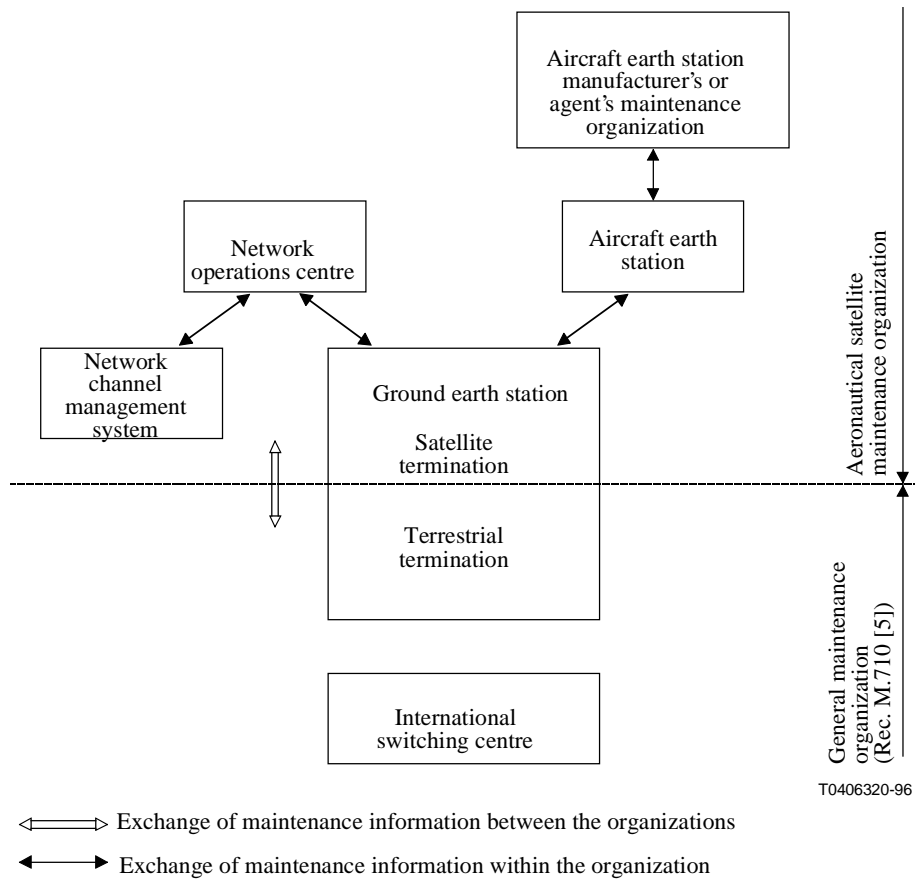 Aircraft earth station
manufacturer's or
agent's maintenance
organization
Network
operations centre
Aircraft earth
station
Network
channel
management
system
Ground earth station
Satellite
termination
Terrestrial
termination
International
switching centre
Aeronautical satellite
maintenance organization
General maintenance
organization
(Rec. M.710 [5])
T0406320-96
Exchange of maintenance information between the organizations
Exchange of maintenance information within the organization